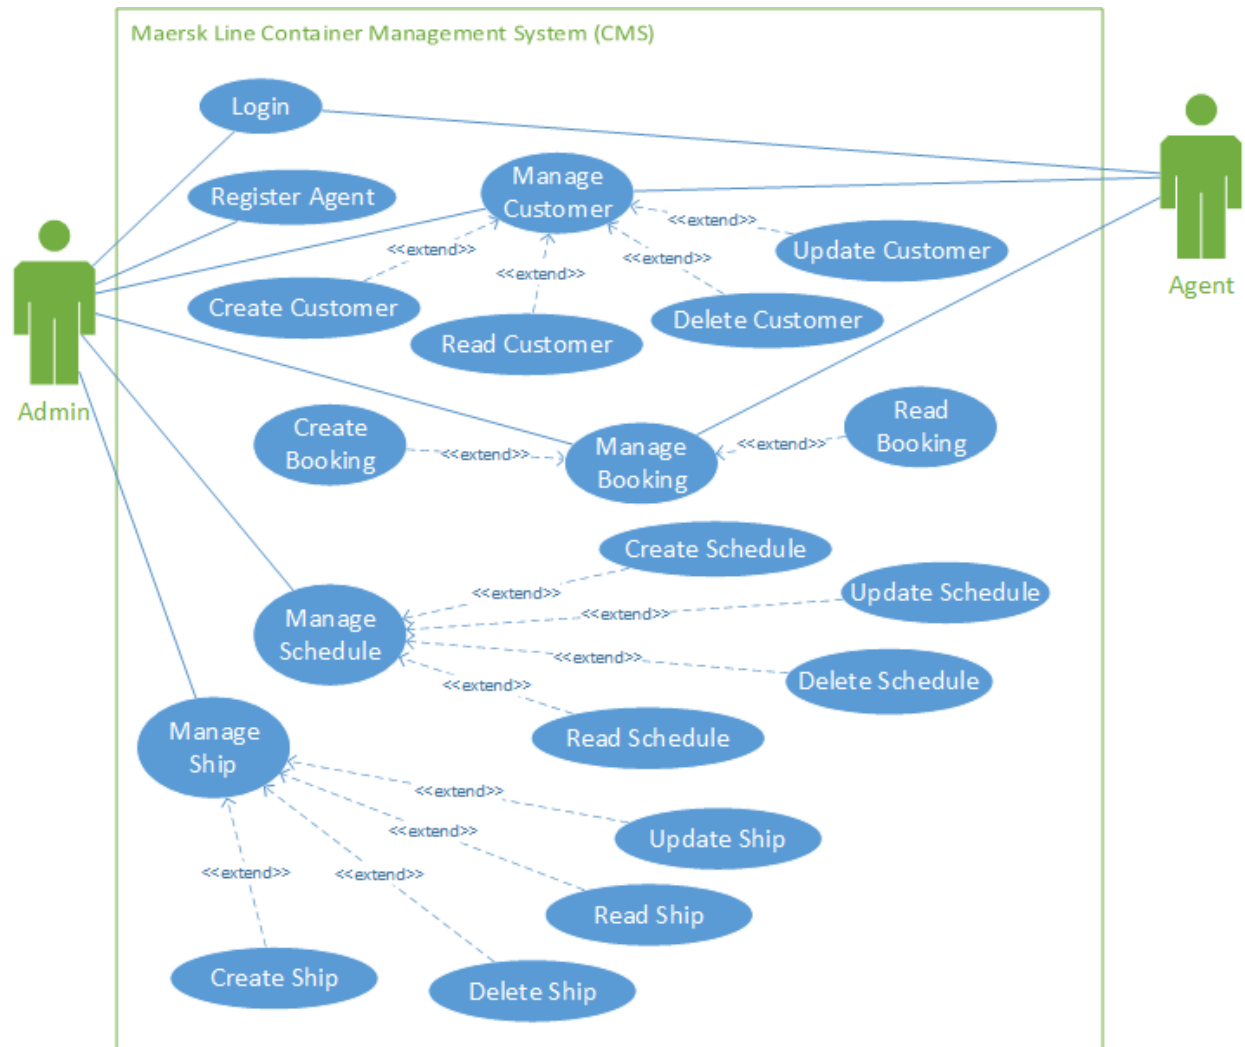 Maersk Line Container Management System (CMS)
Login
Register Agent
Manage
Customer
<<extend>>
<<extend>>
<<extend>>
<<extend>>
Update Customer
Create Customer
Read Customer
Delete Customer
Admin
Agent
Create
Booking
<<extend>>
Manage
Booking
<<extend>>
Read
Booking
Create Schedule
<<extend>>
Update Schedule
<<extend>>
Manage
Schedule
<<extend>>
Delete Schedule
<<extend>>
Read Schedule
Manage
Ship
<<extend>>
Update Ship
<<extend>>
<<extend>>
<<extend>>
Read Ship
Create Ship
Delete Ship